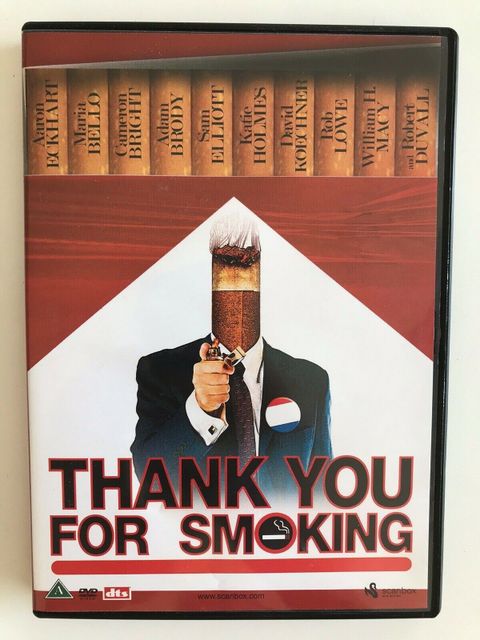 Aaron
ECKHART
Maria
BELLO
Cameron
BRIGHT
Adam
BRODY
Sam
ELLIOTT
Katie
HOLMES
David
KOECHNER
Rob
LOWE
William H.
MACY
and Robert
DUVALL
THANK YOU
FOR SMOKING
A
DVD
dts
www.scanbox.com
scanbox